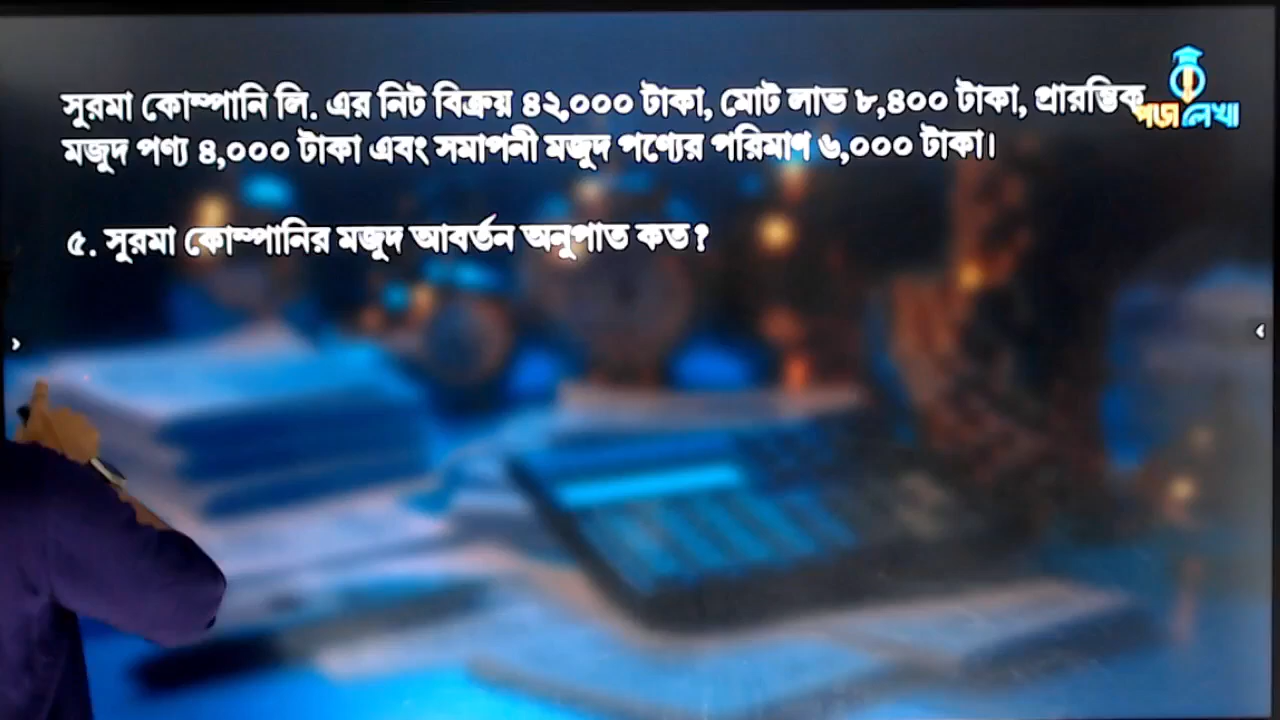 সুরমা কোম্পানি লি. এর নিট বিক্রয় ৪২,০০০ টাকা, মোট লাভ ৮,৪০০ টাকা, প্রারম্ভিক
মজুদ পণ্য ৪,০০০ টাকা এবং সমাপনী মজুদ পণ্যের পরিমাণ ৬,০০০ টাকা।
৫. সুরমা কোম্পানির মজুদ আবর্তন অনুপাত কত?
পড়ালেখা